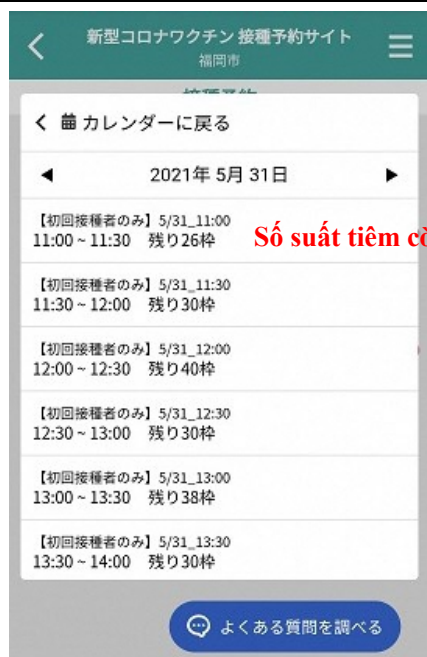 新型コロナワクチン 接種予約サイト
福岡市
カレンダーに戻る
2021年 5月 31日
【初回接種者のみ】5/31_11:00
11:00 ~ 11:30 残り26枠
Số suất tiêm
【初回接種者のみ】5/31_11:30
11:30 ~ 12:00 残り30枠
【初回接種者のみ】5/31_12:00
12:00 ~ 12:30 残り40枠
【初回接種者のみ】5/31_12:30
12:30 ~ 13:00 残り30枠
【初回接種者のみ】5/31_13:00
13:00 ~ 13:30 残り38枠
【初回接種者のみ】5/31_13:30
13:30 ~ 14:00 残り30枠
よくある質問を調べる